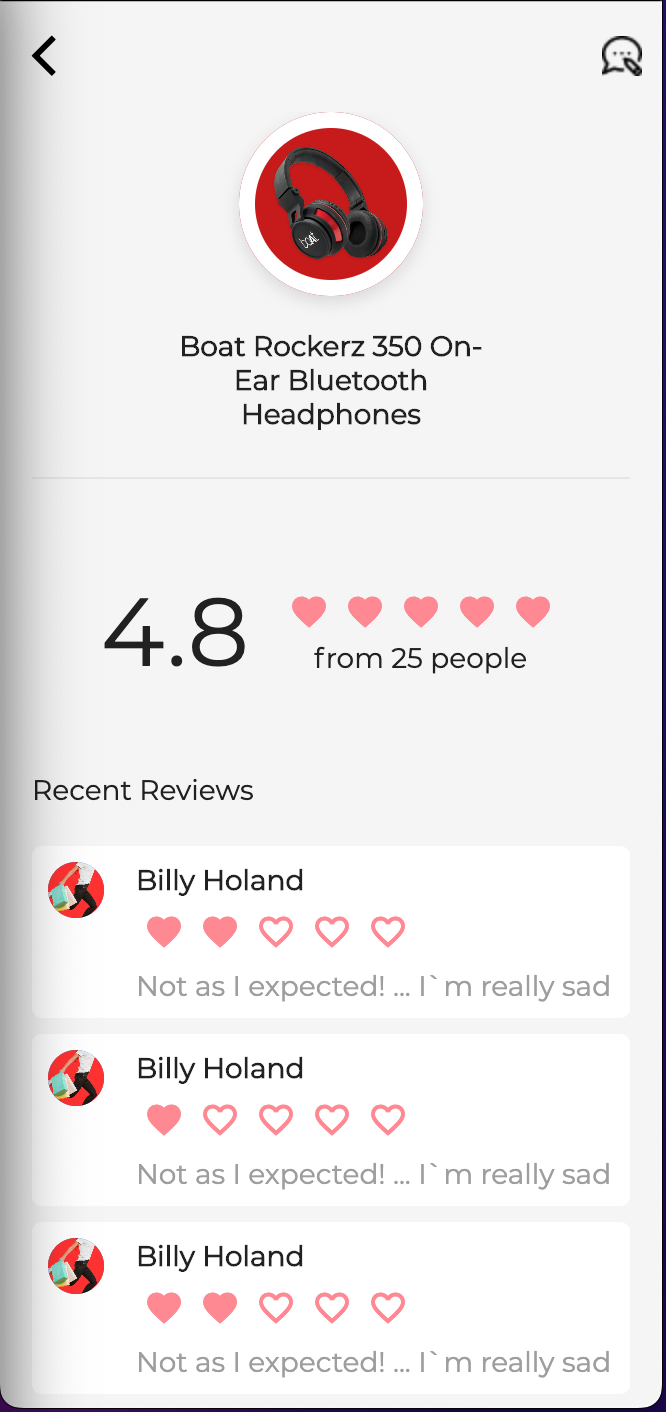 boAt
Boat Rockerz 350 On-
Ear Bluetooth
Headphones
4.8
from 25 people
Recent Reviews
Billy Holand
Not as I expected! ... I`m really sad
Billy Holand
Not as I expected! ... I`m really sad
Billy Holand
Not as I expected! ... I`m really sad